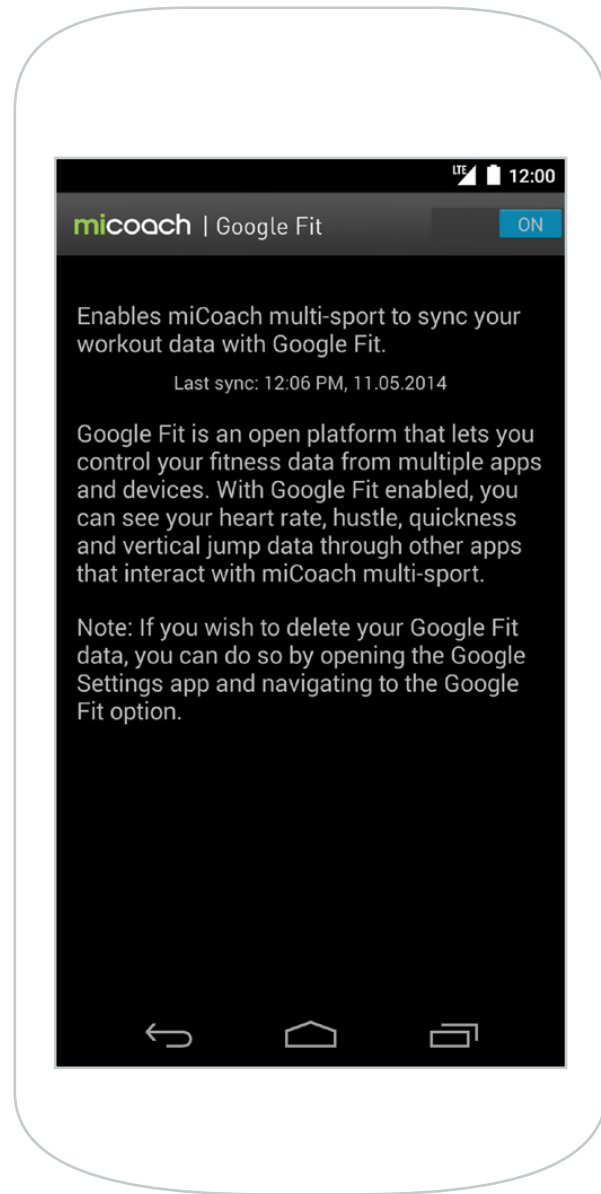 LTE 12:00
micoach | Google Fit ON
Enables miCoach multi-sport to sync your
workout data with Google Fit.
Last sync: 12:06 PM, 11.05.2014
Google Fit is an open platform that lets you
control your fitness data from multiple apps
and devices. With Google Fit enabled, you
can see your heart rate, hustle, quickness
and vertical jump data through other apps
that interact with miCoach multi-sport.
Note: If you wish to delete your Google Fit
data, you can do so by opening the Google
Settings app and navigating to the Google
Fit option.